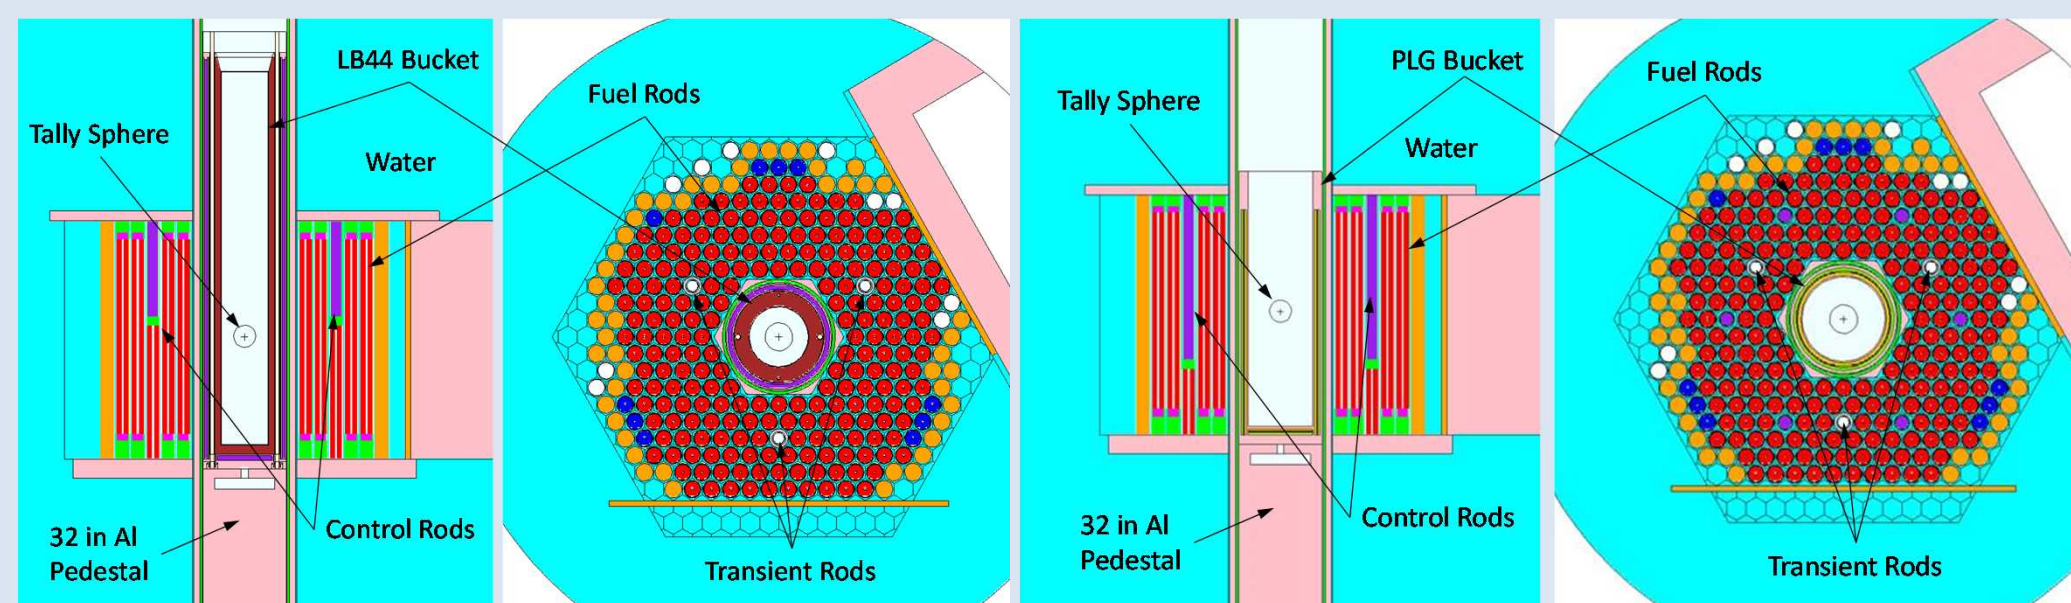 LB44 Bucket
Fuel Rods
Tally Sphere
Water
32 in Al
Pedestal
Control Rods
Transient Rods
PLG Bucket
Fuel Rods
Tally Sphere
Water
32 in Al
Pedestal
Control Rods
Transient Rods